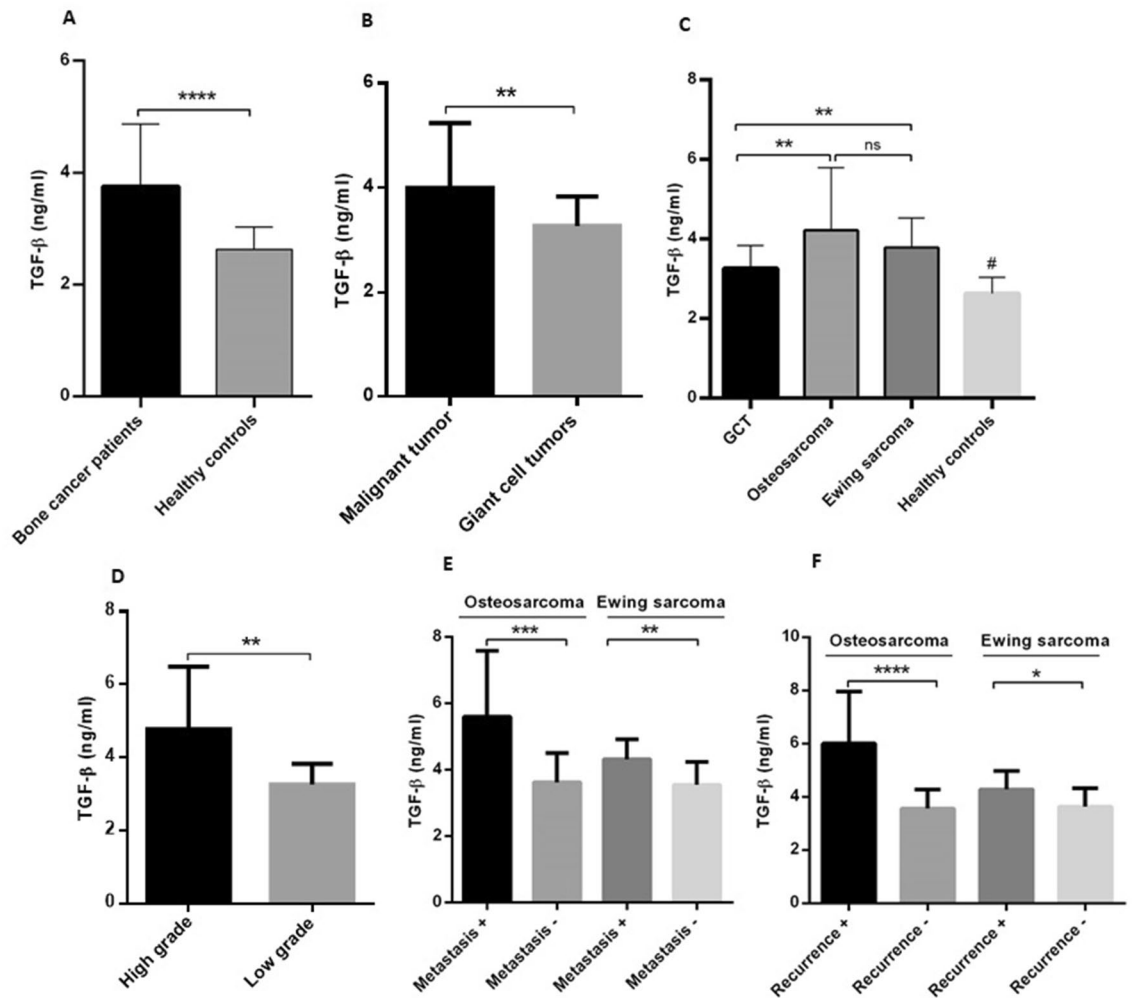 A
TGF-β (ng/ml)
6
4
2
0
****
Bone cancer patients
Healthy controls
B
TGF-β (ng/ml)
6
4
2
0
**
Malignant tumor
Giant cell tumors
C
TGF-β (ng/ml)
8
6
4
2
0
**
**
ns
#
GCT
Osteosarcoma
Ewing sarcoma
Healthy controls
D
TGF-β (ng/ml)
8
6
4
2
0
**
High grade
Low grade
E
Osteosarcoma
Ewing sarcoma
TGF-β (ng/ml)
8
6
4
2
0
***
**
Metastasis +
Metastasis -
Metastasis +
Metastasis -
F
Osteosarcoma
Ewing sarcoma
TGF-β (ng/ml)
10
8
6
4
2
0
****
*
Recurrence +
Recurrence -
Recurrence +
Recurrence -